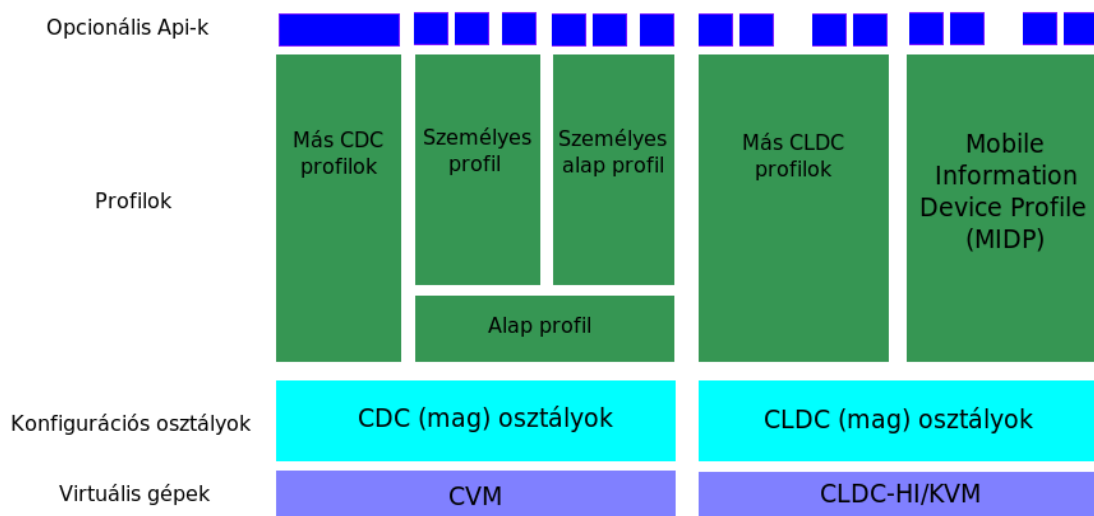 Opcionális Api-k
Más CDC
profilok
Személyes
profil
Személyes
alap profil
Más CLDC
profilok
Mobile
Information
Device Profile
(MIDP)
Profilok
Alap profil
Konfigurációs osztályok
CDC (mag) osztályok
CLDC (mag) osztályok
Virtuális gépek
CVM
CLDC-HI/KVM